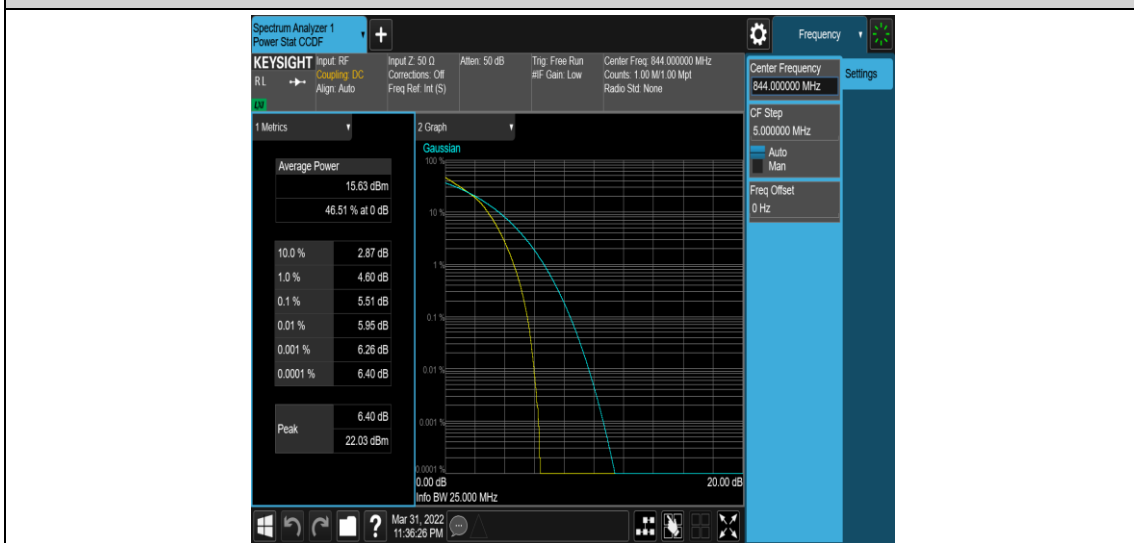 Spectrum Analyzer 1
Power Stat CCDF
+
Frequency
KEYSIGHT
RL
LXI
Input: RF
Coupling: DC
Align: Auto
Input Z: 50 Ω
Corrections: Off
Freq Ref: Int (S)
Atten: 50 dB
Trig: Free Run
#IF Gain: Low
Center Freq: 844.000000 MHz
Counts: 1.00 M/1.00 Mpt
Radio Std: None
Center Frequency
844.000000 MHz
Settings
CF Step
5.000000 MHz
Auto
Man
Freq Offset
0 Hz
1 Metrics
Average Power
15.63 dBm
46.51 % at 0 dB
10.0 % 2.87 dB
1.0 % 4.60 dB
0.1 % 5.51 dB
0.01 % 5.95 dB
0.001 % 6.26 dB
0.0001 % 6.40 dB
Peak
6.40 dB
22.03 dBm
2 Graph
Gaussian
100 %
10 %
1 %
0.1 %
0.01 %
0.001 %
0.0001 %
0.00 dB 20.00 dB
Info BW 25.000 MHz
?
Mar 31, 2022
11:36:26 PM